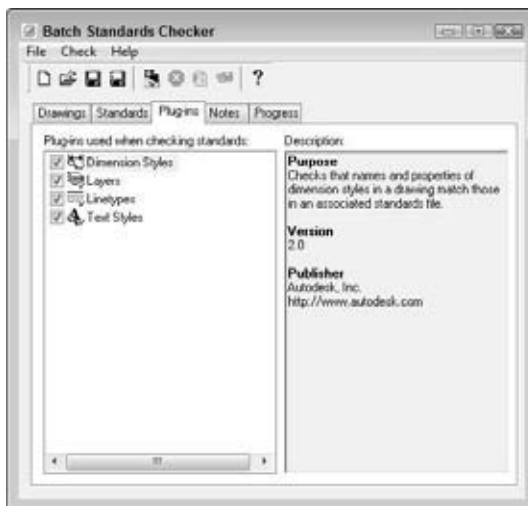 Batch Standards Checker
File Check Help
?
Drawings Standards Plug-ins Notes Progress
Plug-ins used when checking standards:
Dimension Styles
Layers
Linetypes
Text Styles
Description:
Purpose
Checks that names and properties of
dimension styles in a drawing match those
in an associated standards file.
Version
2.0
Publisher
Autodesk, Inc.
http://www.autodesk.com